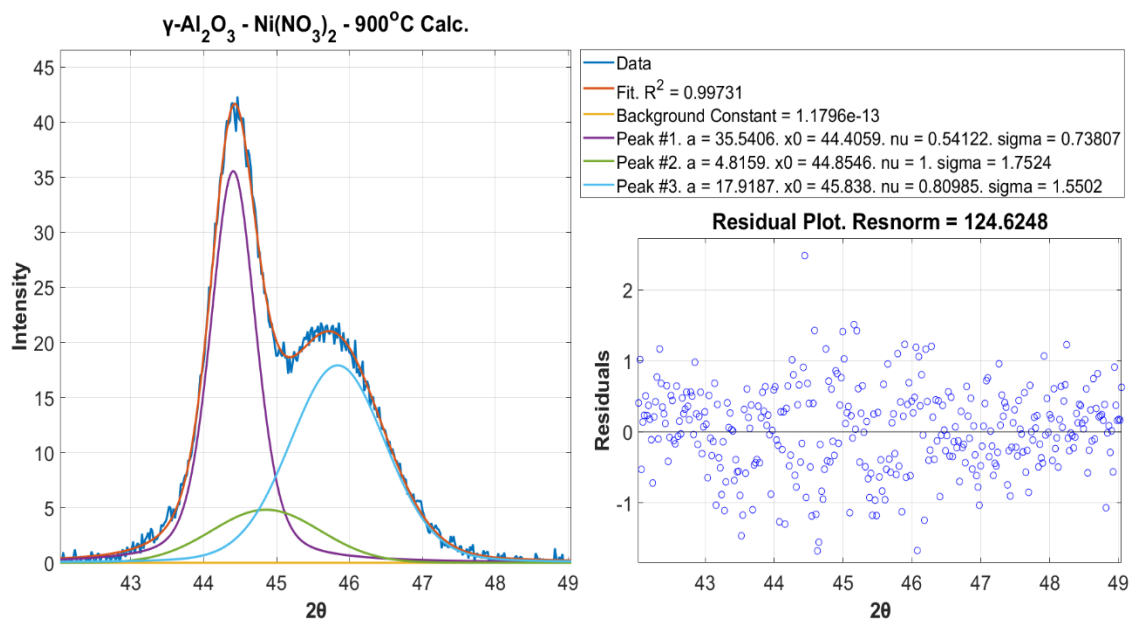 γ-Al₂O₃ - Ni(NO₃)₂ - 900°C Calc.
45
40
35
30
25
20
15
10
5
0
Intensity
43 44 45 46 47 48 49
2θ
Data
Fit. R² = 0.99731
Background Constant = 1.1796e-13
Peak #1. a = 35.5406. x0 = 44.4059. nu = 0.54122. sigma = 0.73807
Peak #2. a = 4.8159. x0 = 44.8546. nu = 1. sigma = 1.7524
Peak #3. a = 17.9187. x0 = 45.838. nu = 0.80985. sigma = 1.5502
Residual Plot. Resnorm = 124.6248
2
1
0
-1
Residuals
43 44 45 46 47 48 49
2θ